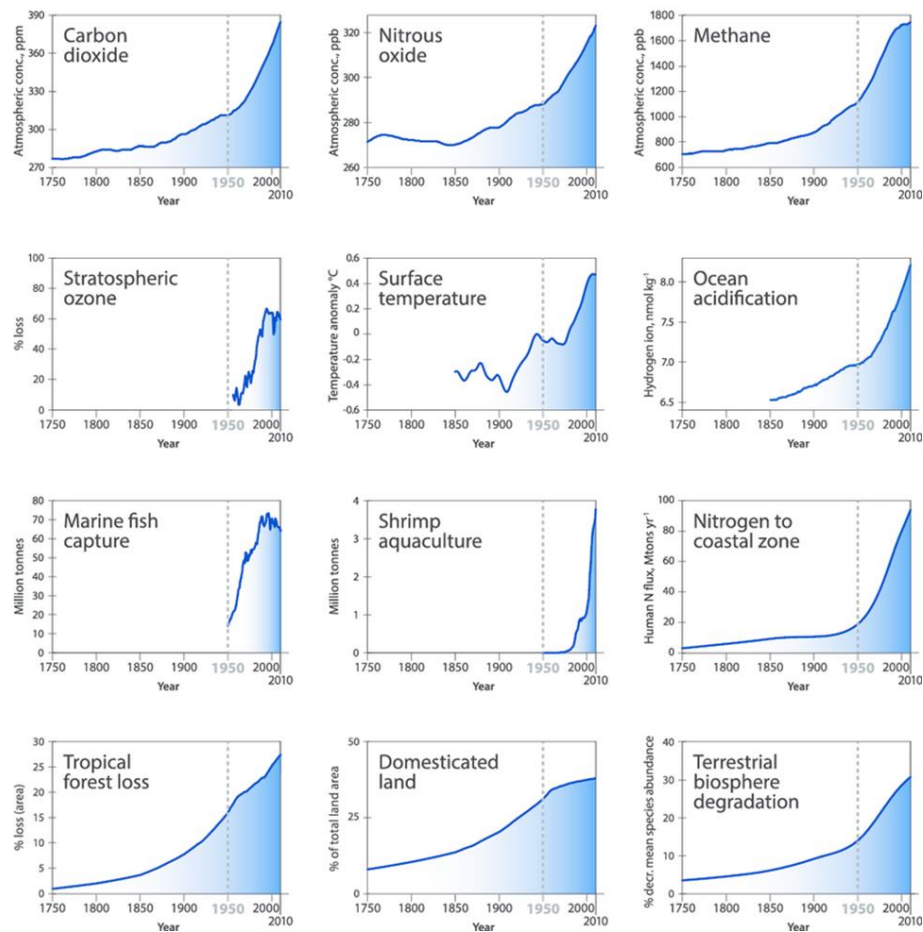 Carbon
dioxide
Atmospheric conc., ppm
390
360
330
300
270
1750 1800 1850 1900 1950 2000
2010
Year
Nitrous
oxide
Atmospheric conc., ppb
320
300
280
260
1750 1800 1850 1900 1950 2000
2010
Year
Methane
Atmospheric conc., ppb
1800
1600
1400
1200
1000
800
600
1750 1800 1850 1900 1950 2000
2010
Year
Stratospheric
ozone
% loss
100
80
60
40
20
0
1750 1800 1850 1900 1950 2000
2010
Year
Surface
temperature
Temperature anomaly °C
0.6
0.4
0.2
0
-0.2
-0.4
-0.6
1750 1800 1850 1900 1950 2000
2010
Year
Ocean
acidification
Hydrogen ion, nmol kg⁻¹
8.0
7.5
7.0
6.5
1750 1800 1850 1900 1950 2000
2010
Year
Marine fish
capture
Million tonnes
80
70
60
50
40
30
20
10
0
1750 1800 1850 1900 1950 2000
2010
Year
Shrimp
aquaculture
Million tonnes
4
3
2
1
0
1750 1800 1850 1900 1950 2000
2010
Year
Nitrogen to
coastal zone
Human N flux, Mtons yr⁻¹
100
80
60
40
20
0
1750 1800 1850 1900 1950 2000
2010
Year
Tropical
forest loss
% loss (area)
30
25
20
15
10
5
0
1750 1800 1850 1900 1950 2000
2010
Year
Domesticated
land
% of total land area
50
25
0
1750 1800 1850 1900 1950 2000
2010
Year
Terrestrial
biosphere
degradation
% decr. mean species abundance
40
30
20
10
0
1750 1800 1850 1900 1950 2000
2010
Year